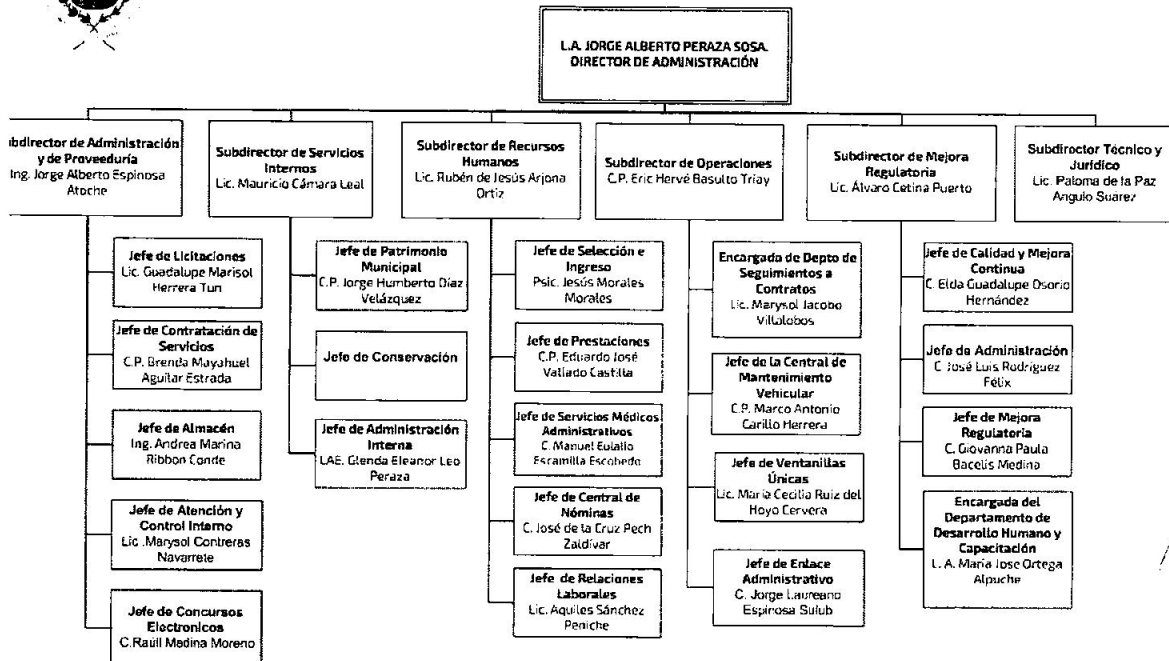 L.A. JORGE ALBERTO PERAZA SOSA.
DIRECTOR DE ADMINISTRACIÓN
ubdirector de Administración
y de Proveeduría
Ing. Jorge Alberto Espinosa
Atoche
Subdirector de Servicios
Internos
Lic. Mauricio Cámara Leal
Subdirector de Recursos
Humanos
Lic. Rubén de Jesús Arjona
Ortiz
Subdirector de Operaciones
C.P. Eric Hervé Basulto Triay
Subdirector de Mejora
Regulatoria
Lic. Álvaro Cetina Puerto
Subdirector Técnico y
Jurídico
Lic. Paloma de la Paz
Angulo Suárez
Jefe de Licitaciones
Lic. Guadalupe Marisol
Herrera Tun
Jefe de Contratación de
Servicios
C.P. Brenda Mayahuel
Aguilar Estrada
Jefe de Almacén
Ing. Andrea Marina
Ribbon Conde
Jefe de Atención y
Control Interno
Lic .Marysol Contreras
Navarrete
Jefe de Concursos
Electronicos
C.Raúll Medina Moreno
Jefe de Patrimonio
Municipal
C.P. Jorge Humberto Díaz
Velázquez
Jefe de Conservación
Jefe de Administración
Interna
LAE. Glenda Eleanor Leo
Peraza
Jefe de Selección e
Ingreso
Psic. Jesús Morales
Morales
Jefe de Prestaciones
C.P. Eduardo José
Vallado Castilla
Jefe de Servicios Médicos
Administrativos
C. Manuel Eulalio
Escamilla Escobedo
Jefe de Central de
Nóminas
C. José de la Cruz Pech
Zaldívar
Jefe de Relaciones
Laborales
Lic. Aquiles Sánchez
Peniche
Encargada de Depto de
Seguimientos a
Contratos
Lic. Marysol Jacobo
Villalobos
Jefe de la Central de
Mantenimiento
Vehicular
C.P. Marco Antonio
Carillo Herrera
Jefe de Ventanillas
Únicas
Lic. María Cecilia Ruiz del
Hoyo Cervera
Jefe de Enlace
Administrativo
C. Jorge Laureano
Espinosa Sulub
Jefe de Calidad y Mejora
Continua
C. Elda Guadalupe Osorio
Hernández
Jefe de Administración
C José Luis Rodríguez
Félix
Jefe de Mejora
Regulatoria
C. Giovanna Paula
Bacelis Medina
Encargada del
Departamento de
Desarrollo Humano y
Capacitación
L. A. María Jose Ortega
Alpuche